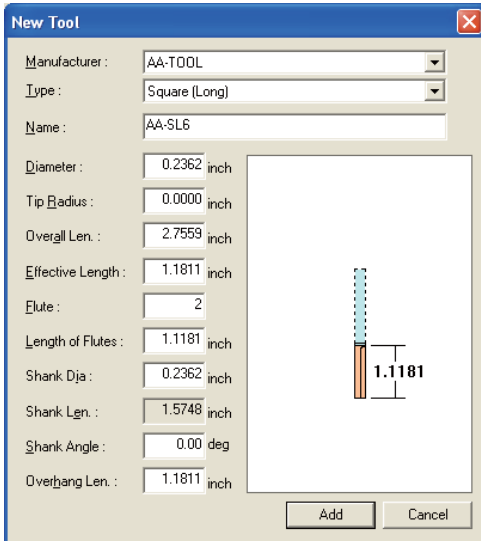 New Tool
Manufacturer : AA-TOOL
Type : Square (Long)
Name : AA-SL6
Diameter : 0.2362 inch
Tip Radius : 0.0000 inch
Overall Len. : 2.7559 inch
Effective Length : 1.1811 inch
Flute : 2
Length of Flutes : 1.1181 inch
1.1181
Shank Dia : 0.2362 inch
Shank Len. : 1.5748 inch
Shank Angle : 0.00 deg
Overhang Len. : 1.1811 inch
Add Cancel